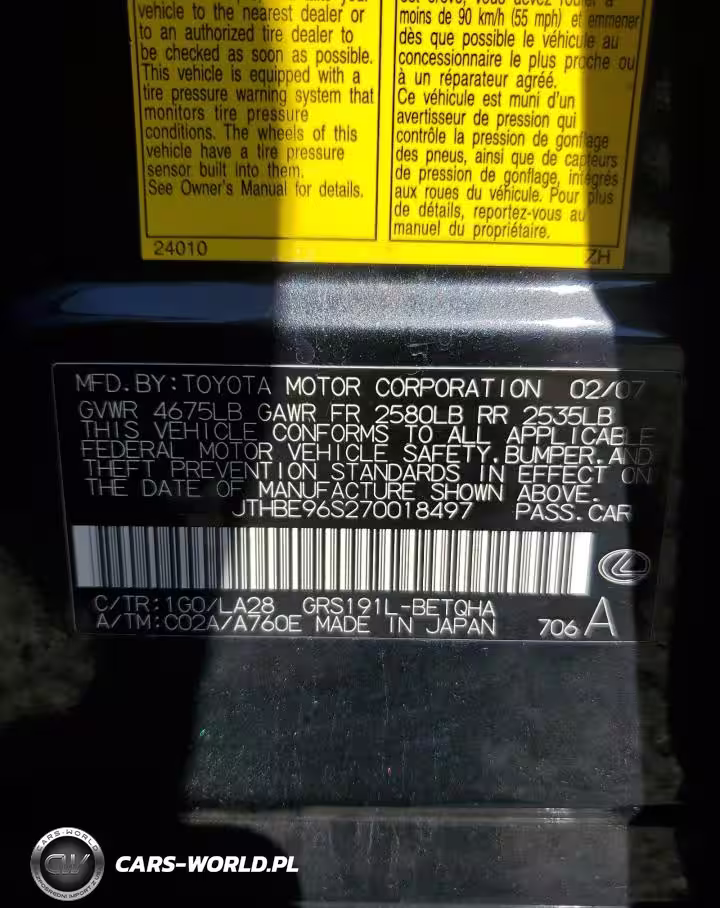 vehicle to the nearest dealer or
to an authorized tire dealer to
be checked as soon as possible.
This vehicle is equipped with a
tire pressure warning system that
monitors tire pressure
conditions. The wheels of this
vehicle have a tire pressure
sensor built into them.
See Owner's Manual for details.
24010
moins de 90 km/h (55 mph) et emmener
dès que possible le véhicule au
concessionnaire le plus proche ou
à un réparateur agréé.
Ce véhicule est muni d'un
avertisseur de pression qui
contrôle la pression de gonflage
des pneus, ainsi que de capteurs
de pression de gonflage, intégrés
aux roues du véhicule. Pour plus
de détails, reportez-vous au
manuel du propriétaire.
ZH
MFD.BY:TOYOTA MOTOR CORPORATION 02/07
GVWR 4675LB GAWR FR 2580LB RR 2535LB
THIS VEHICLE CONFORMS TO ALL APPLICABLE
FEDERAL MOTOR VEHICLE SAFETY.BUMPER.AND
THEFT PREVENTION STANDARDS IN EFFECT ON
THE DATE OF MANUFACTURE SHOWN ABOVE.
JTHBE96S270018497 PASS.CAR
C/TR:1G0/LA28 GRS191L-BETQHA
A/TM:C02A/A760E MADE IN JAPAN 706 A
CARS-WORLD
CW
CARS-WORLD.PL